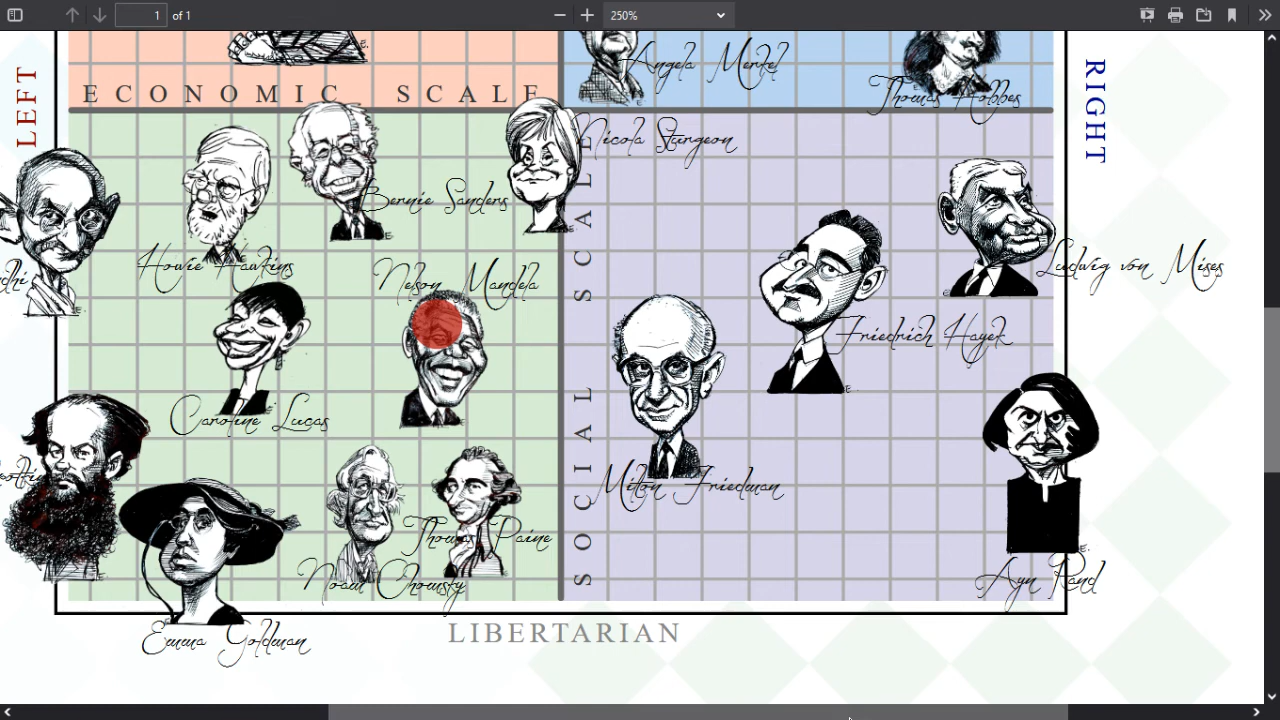 1 of 1
250%
Angela Merkel
Thomas Hobbes
LEFT
RIGHT
ECONOMIC SCALE
Nicola Sturgeon
Bernie Sanders
Howie Hawkins
Nelson Mandela
Ludwig von Mises
Friedrich Hayek
Caroline Lucas
SOCIAL SCALE
Milton Friedman
Thomas Paine
Noam Chomsky
Ayn Rand
Emma Goldman
LIBERTARIAN